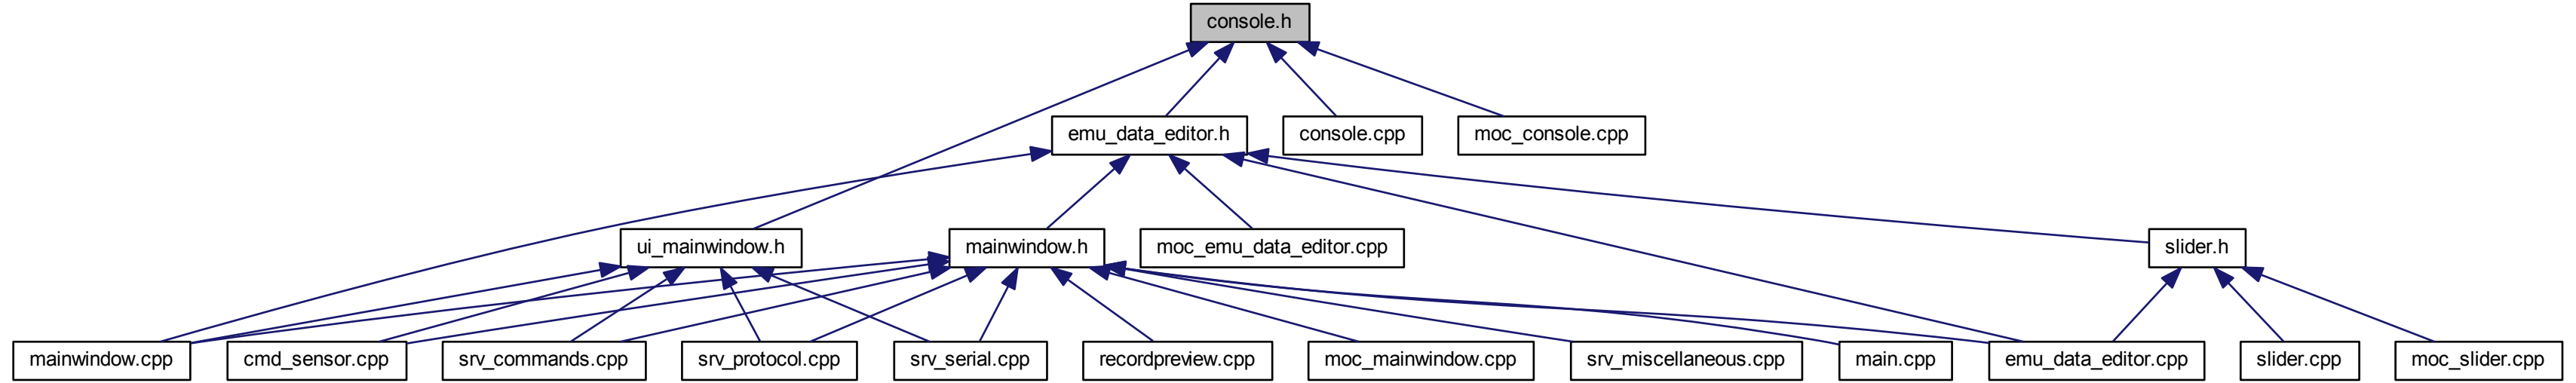 console.h
emu_data_editor.h
console.cpp
moc_console.cpp
ui_mainwindow.h
mainwindow.h
moc_emu_data_editor.cpp
slider.h
mainwindow.cpp
cmd_sensor.cpp
srv_commands.cpp
srv_protocol.cpp
srv_serial.cpp
recordpreview.cpp
moc_mainwindow.cpp
srv_miscellaneous.cpp
main.cpp
emu_data_editor.cpp
slider.cpp
moc_slider.cpp